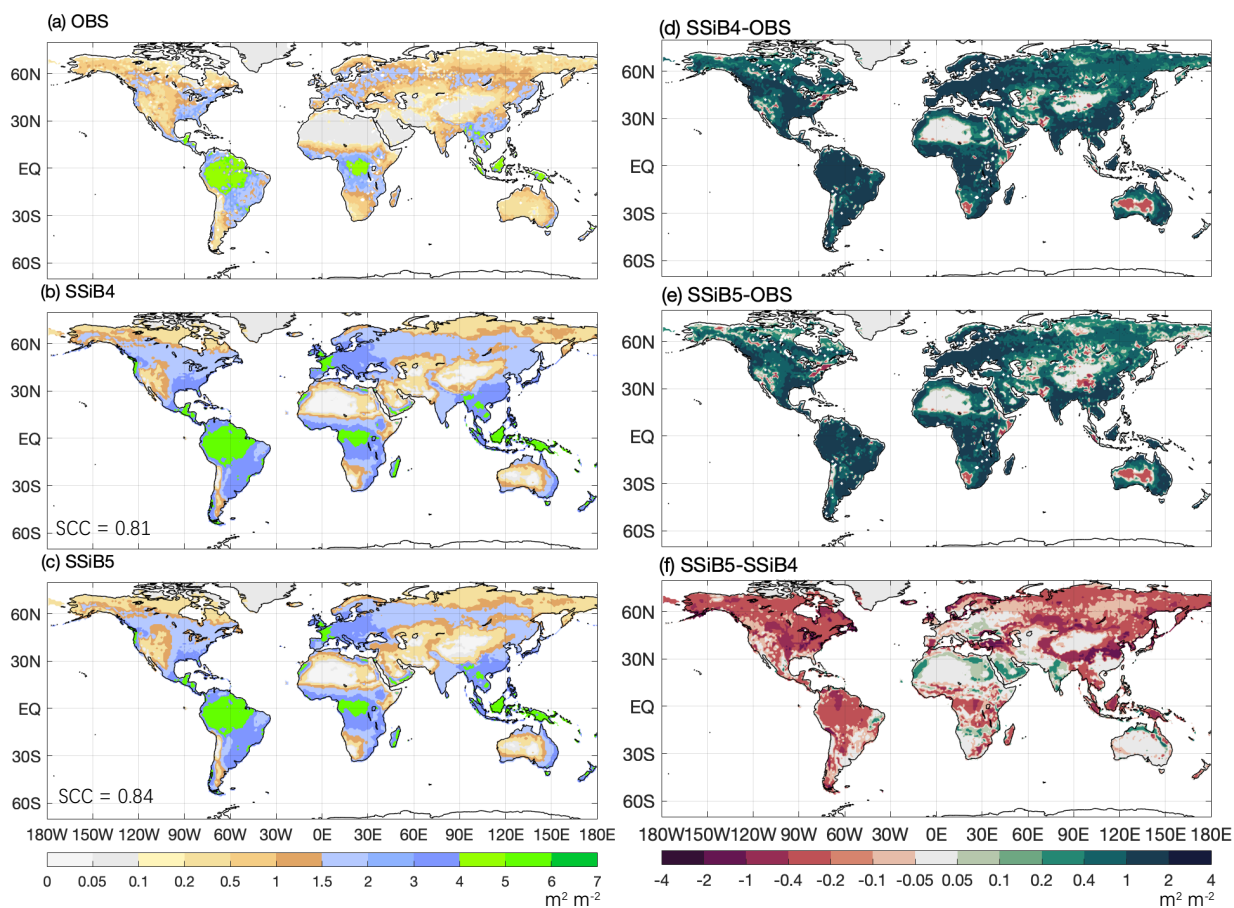 (a) OBS
60N
30N
EQ
30S
60S
(b) SSiB4
60N
30N
EQ
30S
60S
SCC = 0.81
(c) SSiB5
60N
30N
EQ
30S
60S
SCC = 0.84
180W 150W 120W 90W 60W 30W 0E 30E 60E 90E 120E 150E 180E
0 0.05 0.1 0.2 0.5 1 1.5 2 3 4 5 6 7
m² m⁻²
(d) SSiB4-OBS
60N
30N
EQ
30S
60S
(e) SSiB5-OBS
60N
30N
EQ
30S
60S
(f) SSiB5-SSiB4
60N
30N
EQ
30S
60S
180W 150W 120W 90W 60W 30W 0E 30E 60E 90E 120E 150E 180E
-4 -2 -1 -0.4 -0.2 -0.1 -0.05 0.05 0.1 0.2 0.4 1 2 4
m² m⁻²